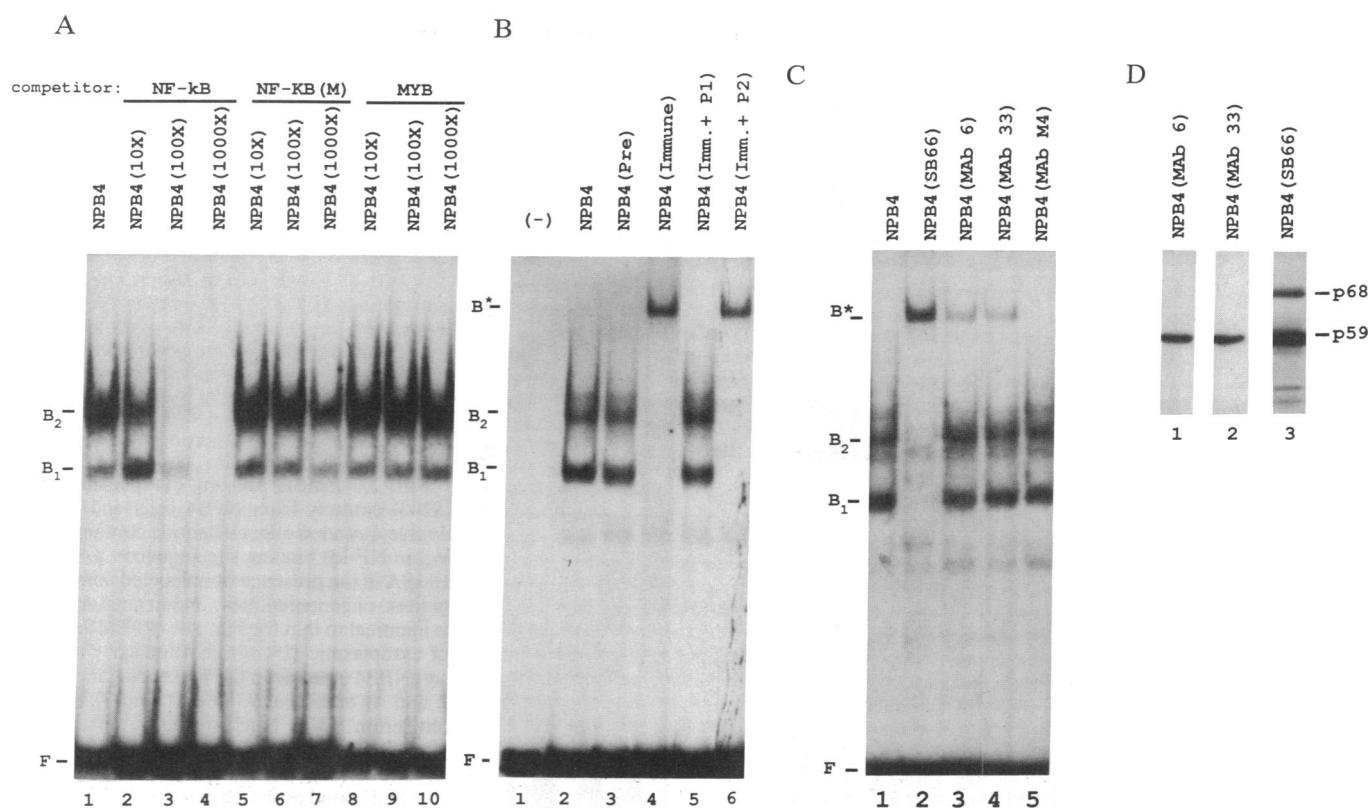 A
competitor: NF-kB NF-KB(M) MYB
NPB4
NPB4(10X)
NPB4(100X)
NPB4(1000X)
NPB4(10X)
NPB4(100X)
NPB4(1000X)
NPB4(10X)
NPB4(100X)
NPB4(1000X)
B2-
B1-
F -
1 2 3 4 5 6 7 8 9 10
B
(-)
NPB4
NPB4(Pre)
NPB4(Immune)
NPB4(Imm.+ P1)
NPB4(Imm.+ P2)
B*-
B2-
B1-
F -
1 2 3 4 5 6
C
NPB4
NPB4(SB66)
NPB4(MAb 6)
NPB4(MAb 33)
NPB4(MAb M4)
B*-
B2-
B1-
F -
1 2 3 4 5
D
NPB4(MAb 6)
NPB4(MAb 33)
NPB4(SB66)
-p68
-p59
1 2 3